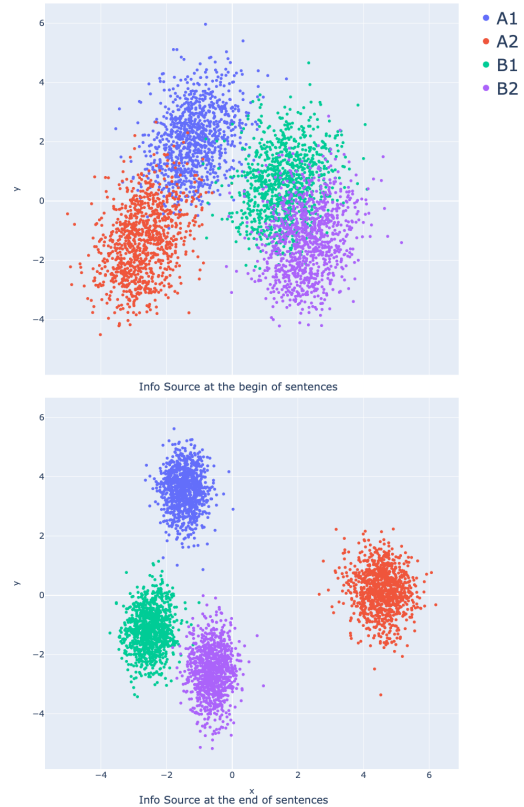 A1
A2
B1
B2
6
4
2
0
−2
−4
y
Info Source at the begin of sentences
6
4
2
0
−2
−4
y
−4 −2 0 2 4 6
x
Info Source at the end of sentences